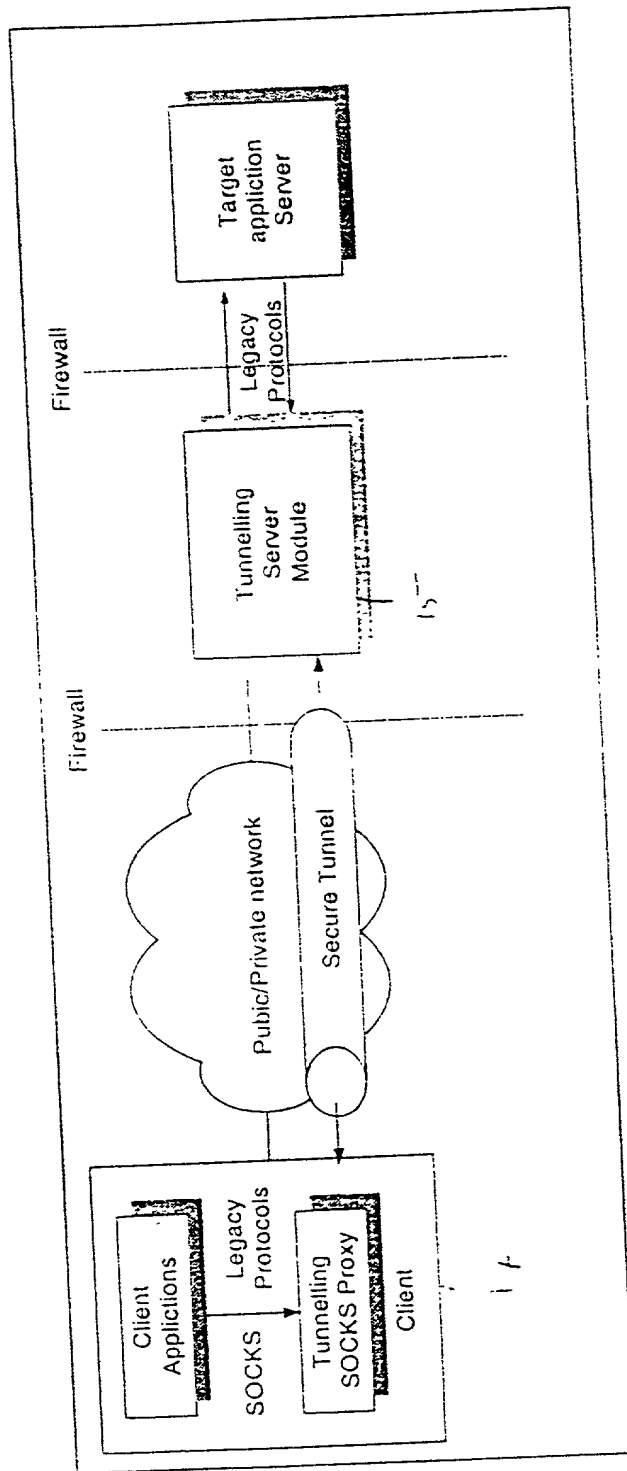 Client
Applictions
SOCKS
Legacy
Protocols
Tunnelling
SOCKS Proxy
Client
Pubic/Private network
Secure Tunnel
Firewall
Tunnelling
Server
Module
15
Firewall
Legacy
Protocols
Target
appliction
Server